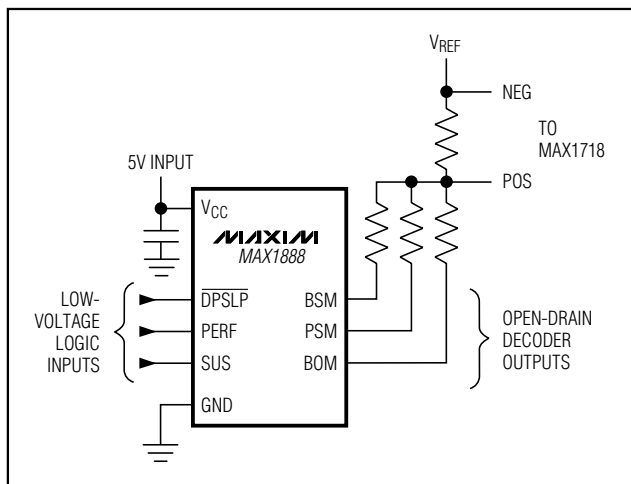 VREF
NEG
TO
MAX1718
5V INPUT
POS
VCC
MAXIM
MAX1888
LOW-
VOLTAGE
LOGIC
INPUTS
DPSLP
PERF
SUS
GND
BSM
PSM
BOM
OPEN-DRAIN
DECODER
OUTPUTS